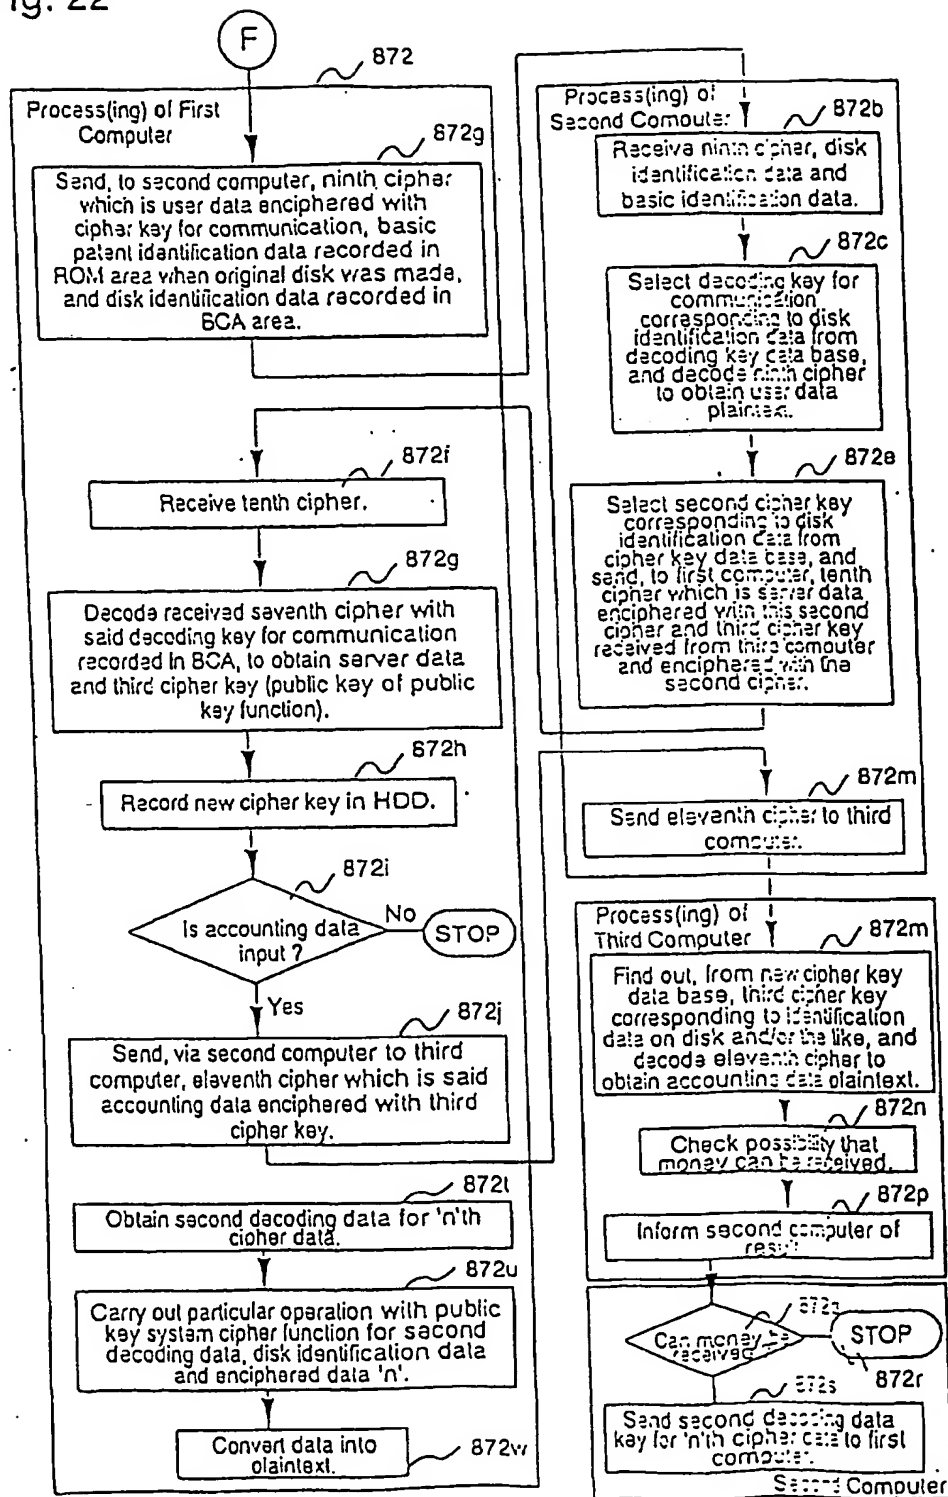 ig. 22
F
872
Process(ing) of First
Computer
872g
Send, to second computer, ninth cipher
which is user data enciphered with
cipher key for communication, basic
patent identification data recorded in
ROM area when original disk was made,
and disk identification data recorded in
BCA area.
872f
Receive tenth cipher.
872g
Decode received seventh cipher with
said decoding key for communication
recorded in BCA, to obtain server data
and third cipher key (public key of public
key function).
872h
Record new cipher key in HDD.
872i
Is accounting data
input ?
No
STOP
Yes
872j
Send, via second computer to third
computer, eleventh cipher which is said
accounting data enciphered with third
cipher key.
872t
Obtain second decoding data for 'n'th
cipher data.
872u
Carry out particular operation with public
key system cipher function for second
decoding data, disk identification data
and enciphered data 'n'.
Convert data into
plaintext.
872w
Process(ing) of
Second Comouter
872b
Receive ninth cipher, disk
identification data and
basic identification data.
872c
Select decoding key for
communication
corresponding to disk
identification data from
decoding key data base,
and decode ninth cipher
to obtain user data
plaintext.
872e
Select second cipher key
corresponding to disk
identification data from
cipher key data base, and
send, to first computer, tenth
cipher which is server data
enciphered with this second
cipher and third cipher key
received from third computer
and enciphered with the
second cipher.
872m
Send eleventh cipher to third
computer.
Process(ing) of
Third Computer
872m
Find out, from new cipher key
data base, third cipher key
corresponding to identification
data on disk and/or the like, and
decode eleventh cipher to
obtain accounting data plaintext.
872n
Check possibility that
money can be received.
872p
Inform second computer of
result
Can money be
received
STOP
872r
872s
Send second decoding data
key for 'n'th cipher data to first
computer.
Second Computer